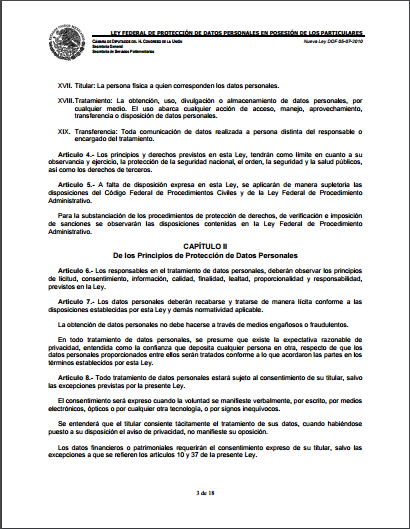 LEY FEDERAL DE PROTECCIÓN DE DATOS PERSONALES EN POSESIÓN DE LOS PARTICULARES
CÁMARA DE DIPUTADOS DEL H. CONGRESO DE LA UNIÓN
Nueva Ley DOF 05-07-2010
Secretaría General
Secretaría de Servicios Parlamentarios
XVII. Titular: La persona física a quien corresponden los datos personales.
XVIII. Tratamiento: La obtención, uso, divulgación o almacenamiento de datos personales, por
cualquier medio. El uso abarca cualquier acción de acceso, manejo, aprovechamiento,
transferencia o disposición de datos personales.
XIX. Transferencia: Toda comunicación de datos realizada a persona distinta del responsable o
encargado del tratamiento.
Artículo 4.- Los principios y derechos previstos en esta Ley, tendrán como límite en cuanto a su
observancia y ejercicio, la protección de la seguridad nacional, el orden, la seguridad y la salud públicos,
así como los derechos de terceros.
Artículo 5.- A falta de disposición expresa en esta Ley, se aplicarán de manera supletoria las
disposiciones del Código Federal de Procedimientos Civiles y de la Ley Federal de Procedimiento
Administrativo.
Para la substanciación de los procedimientos de protección de derechos, de verificación e imposición
de sanciones se observarán las disposiciones contenidas en la Ley Federal de Procedimiento
Administrativo.
CAPÍTULO II
De los Principios de Protección de Datos Personales
Artículo 6.- Los responsables en el tratamiento de datos personales, deberán observar los principios
de licitud, consentimiento, información, calidad, finalidad, lealtad, proporcionalidad y responsabilidad,
previstos en la Ley.
Artículo 7.- Los datos personales deberán recabarse y tratarse de manera lícita conforme a las
disposiciones establecidas por esta Ley y demás normatividad aplicable.
La obtención de datos personales no debe hacerse a través de medios engañosos o fraudulentos.
En todo tratamiento de datos personales, se presume que existe la expectativa razonable de
privacidad, entendida como la confianza que deposita cualquier persona en otra, respecto de que los
datos personales proporcionados entre ellos serán tratados conforme a lo que acordaron las partes en los
términos establecidos por esta Ley.
Artículo 8.- Todo tratamiento de datos personales estará sujeto al consentimiento de su titular, salvo
las excepciones previstas por la presente Ley.
El consentimiento será expreso cuando la voluntad se manifieste verbalmente, por escrito, por medios
electrónicos, ópticos o por cualquier otra tecnología, o por signos inequívocos.
Se entenderá que el titular consiente tácitamente el tratamiento de sus datos, cuando habiéndose
puesto a su disposición el aviso de privacidad, no manifieste su oposición.
Los datos financieros o patrimoniales requerirán el consentimiento expreso de su titular, salvo las
excepciones a que se refieren los artículos 10 y 37 de la presente Ley.
3 de 18